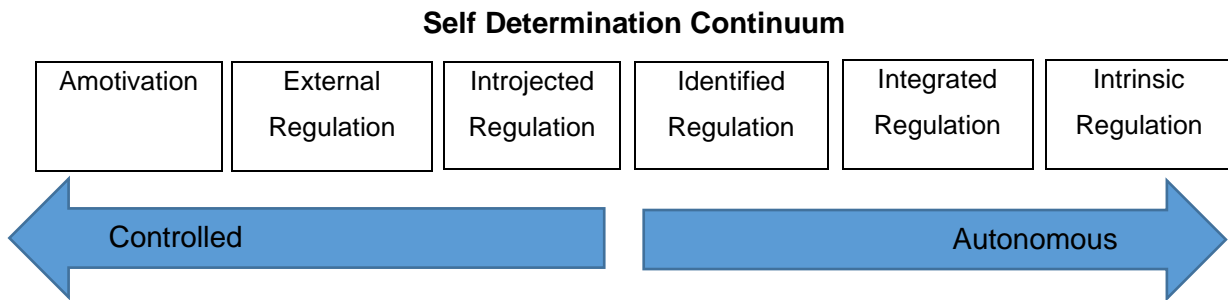 Self Determination Continuum
Amotivation
External
Regulation
Introjected
Regulation
Identified
Regulation
Integrated
Regulation
Intrinsic
Regulation
Controlled
Autonomous